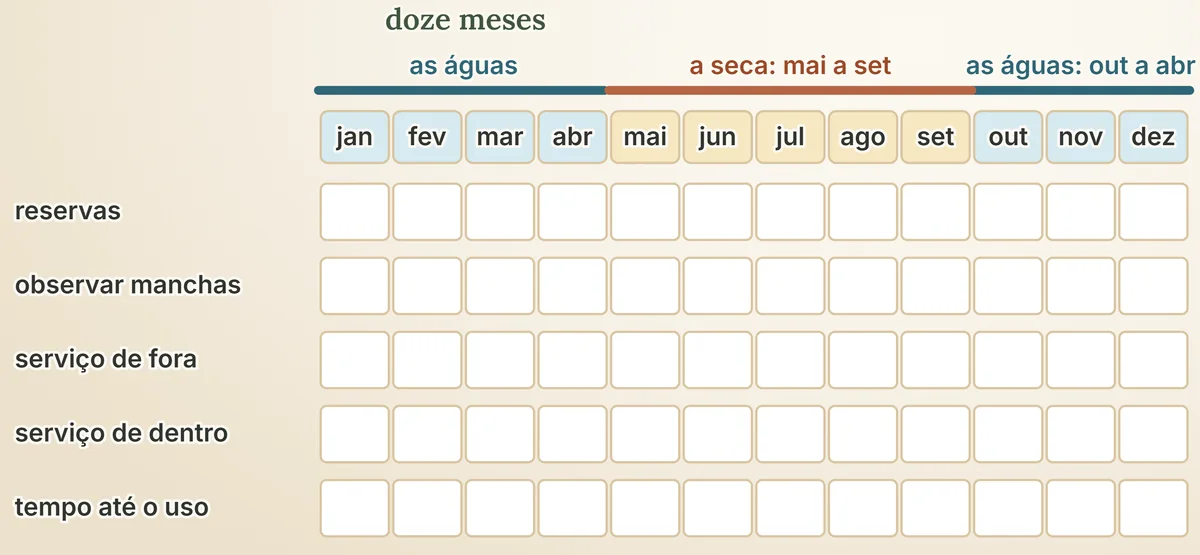 doze meses
as águas a seca: mai a set as águas: out a abr
jan fev mar abr mai jun jul ago set out nov dez
reservas
observar manchas
serviço de fora
serviço de dentro
tempo até o uso